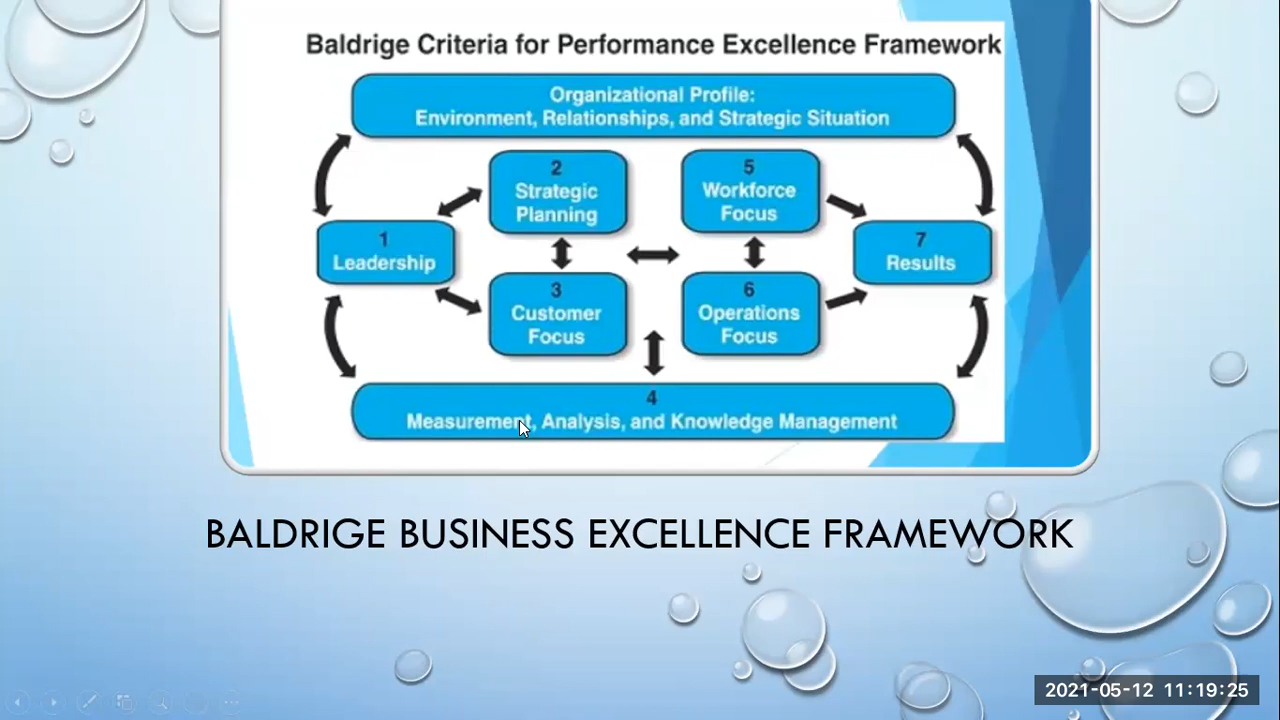 Baldrige Criteria for Performance Excellence Framework
Organizational Profile:
Environment, Relationships, and Strategic Situation
1
Leadership
2
Strategic
Planning
3
Customer
Focus
5
Workforce
Focus
6
Operations
Focus
7
Results
4
Measurement, Analysis, and Knowledge Management
BALDRIGE BUSINESS EXCELLENCE FRAMEWORK
2021-05-12 11:19:25